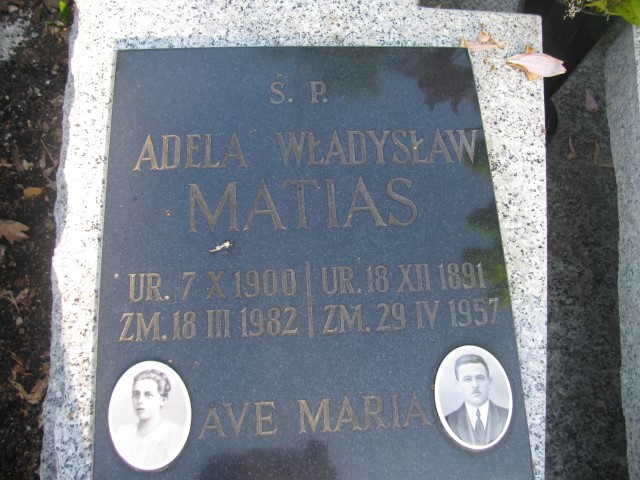 Ś. P.
ADELA WŁADYSŁAW
MATIAS
UR. 7 X 1900 UR. 18 XII 1891
ZM. 18 III 1982 ZM. 29 IV 1957
AVE MARIA